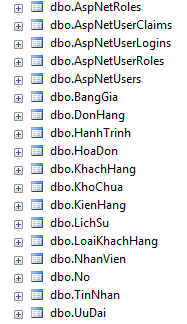 dbo.AspNetRoles
dbo.AspNetUserClaims
dbo.AspNetUserLogins
dbo.AspNetUserRoles
dbo.AspNetUsers
dbo.BangGia
dbo.DonHang
dbo.HanhTrinh
dbo.HoaDon
dbo.KhachHang
dbo.KhoChua
dbo.KienHang
dbo.LichSu
dbo.LoaiKhachHang
dbo.NhanVien
dbo.No
dbo.TinNhan
dbo.UuDai